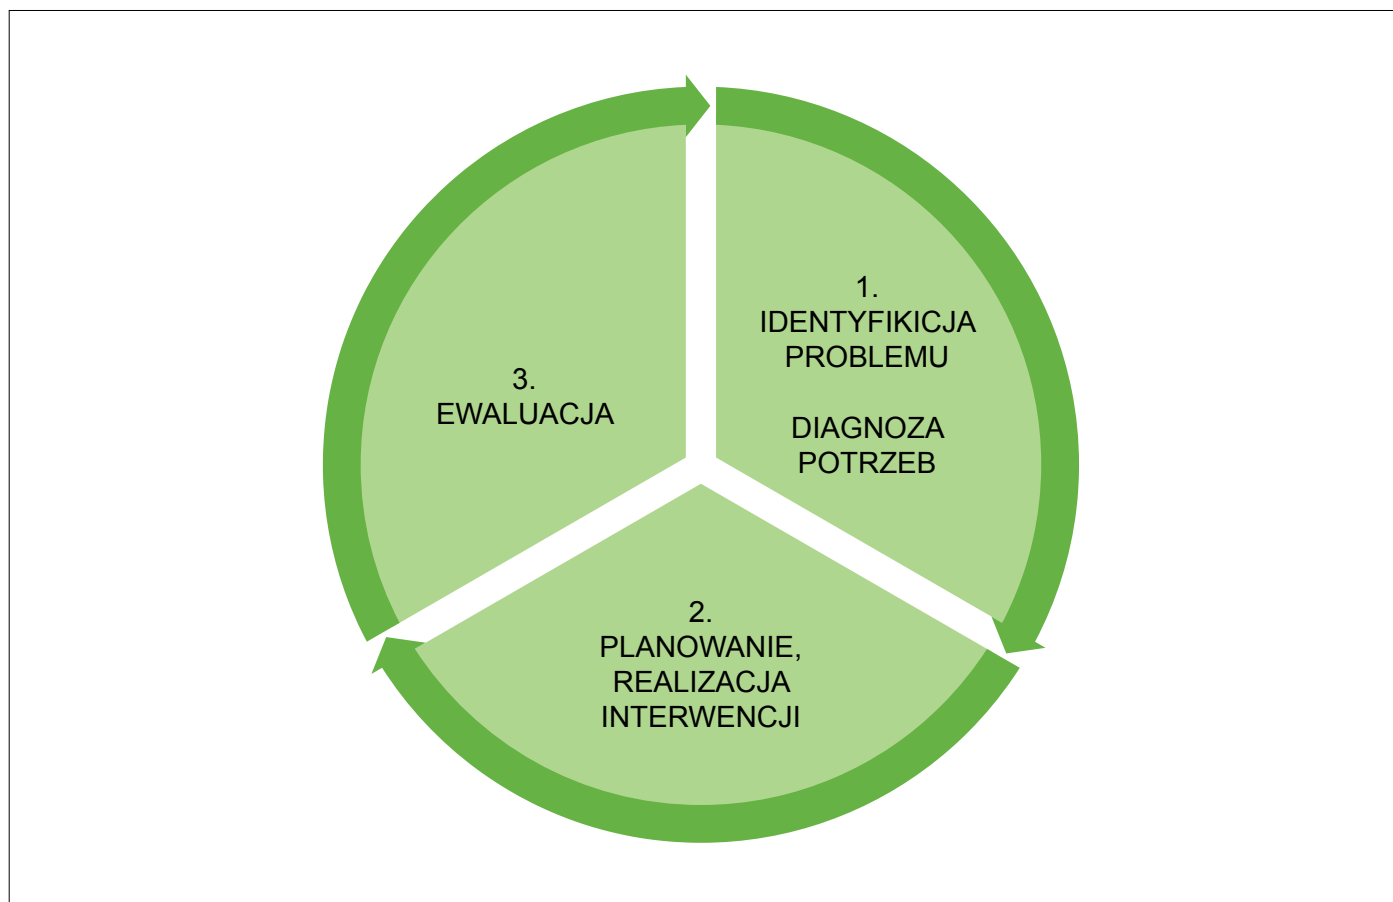 1.
IDENTYFIKICJA
PROBLEMU
DIAGNOZA
POTRZEB
2.
PLANOWANIE,
REALIZACJA
INTERWENCJI
3.
EWALUACJA